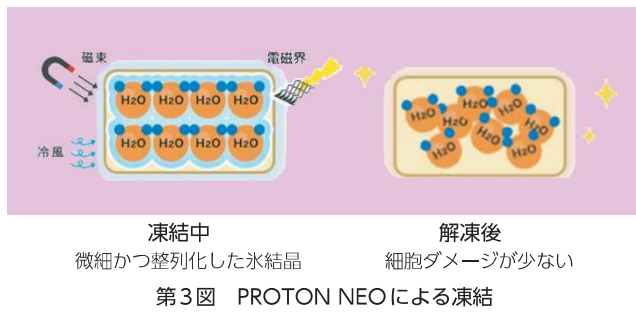 磁束
電磁界
H2O H2O H2O H2O
H2O H2O H2O H2O
冷風
H2O H2O H2O H2O
H2O H2O H2O H2O
凍結中
微細かつ整列化した氷結晶
解凍後
細胞ダメージが少ない
第3図 PROTON NEOによる凍結